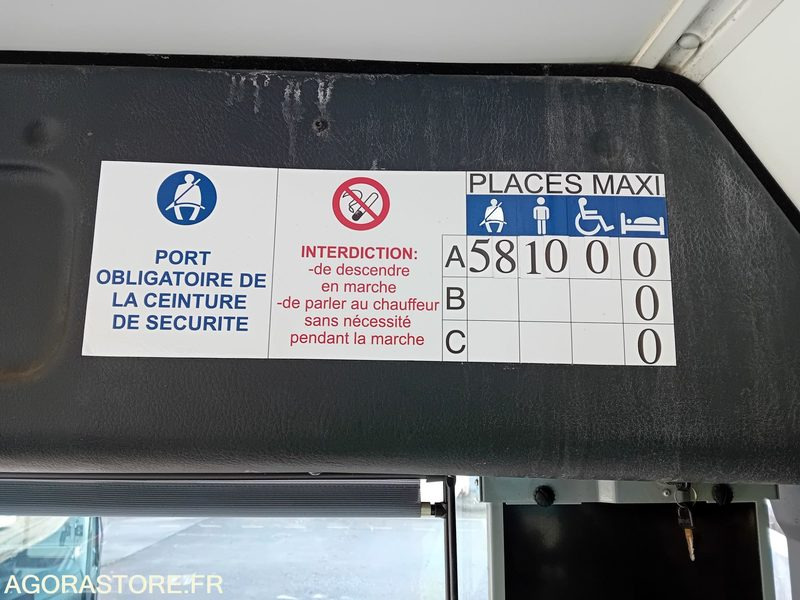 PORT
OBLIGATOIRE DE
LA CEINTURE
DE SECURITE
INTERDICTION:
-de descendre
en marche
-de parler au chauffeur
sans nécessité
pendant la marche
PLACES MAXI
A 58 10 0 0
B 0
C 0
AGORASTORE.FR